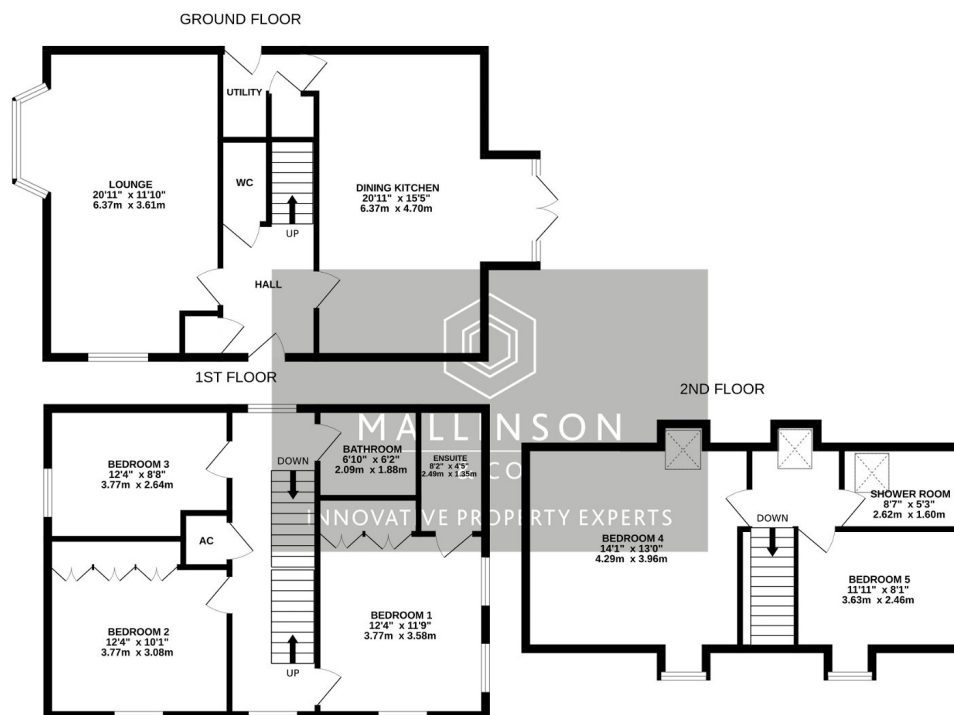 GROUND FLOOR
UTILITY
LOUNGE
20'11" x 11'10"
6.37m x 3.61m
WC
DINING KITCHEN
20'11" x 15'5"
6.37m x 4.70m
UP
HALL
1ST FLOOR
2ND FLOOR
MALLINSON
& CO
INNOVATIVE PROPERTY EXPERTS
BEDROOM 3
12'4" x 8'8"
3.77m x 2.64m
DOWN
BATHROOM
6'10" x 6'2"
2.09m x 1.88m
ENSUITE
8'2" x 4'5"
2.49m x 1.35m
AC
BEDROOM 2
12'4" x 10'1"
3.77m x 3.08m
UP
BEDROOM 1
12'4" x 11'9"
3.77m x 3.58m
SHOWER ROOM
8'7" x 5'3"
2.62m x 1.60m
DOWN
BEDROOM 4
14'1" x 13'0"
4.29m x 3.96m
BEDROOM 5
11'11" x 8'1"
3.63m x 2.46m